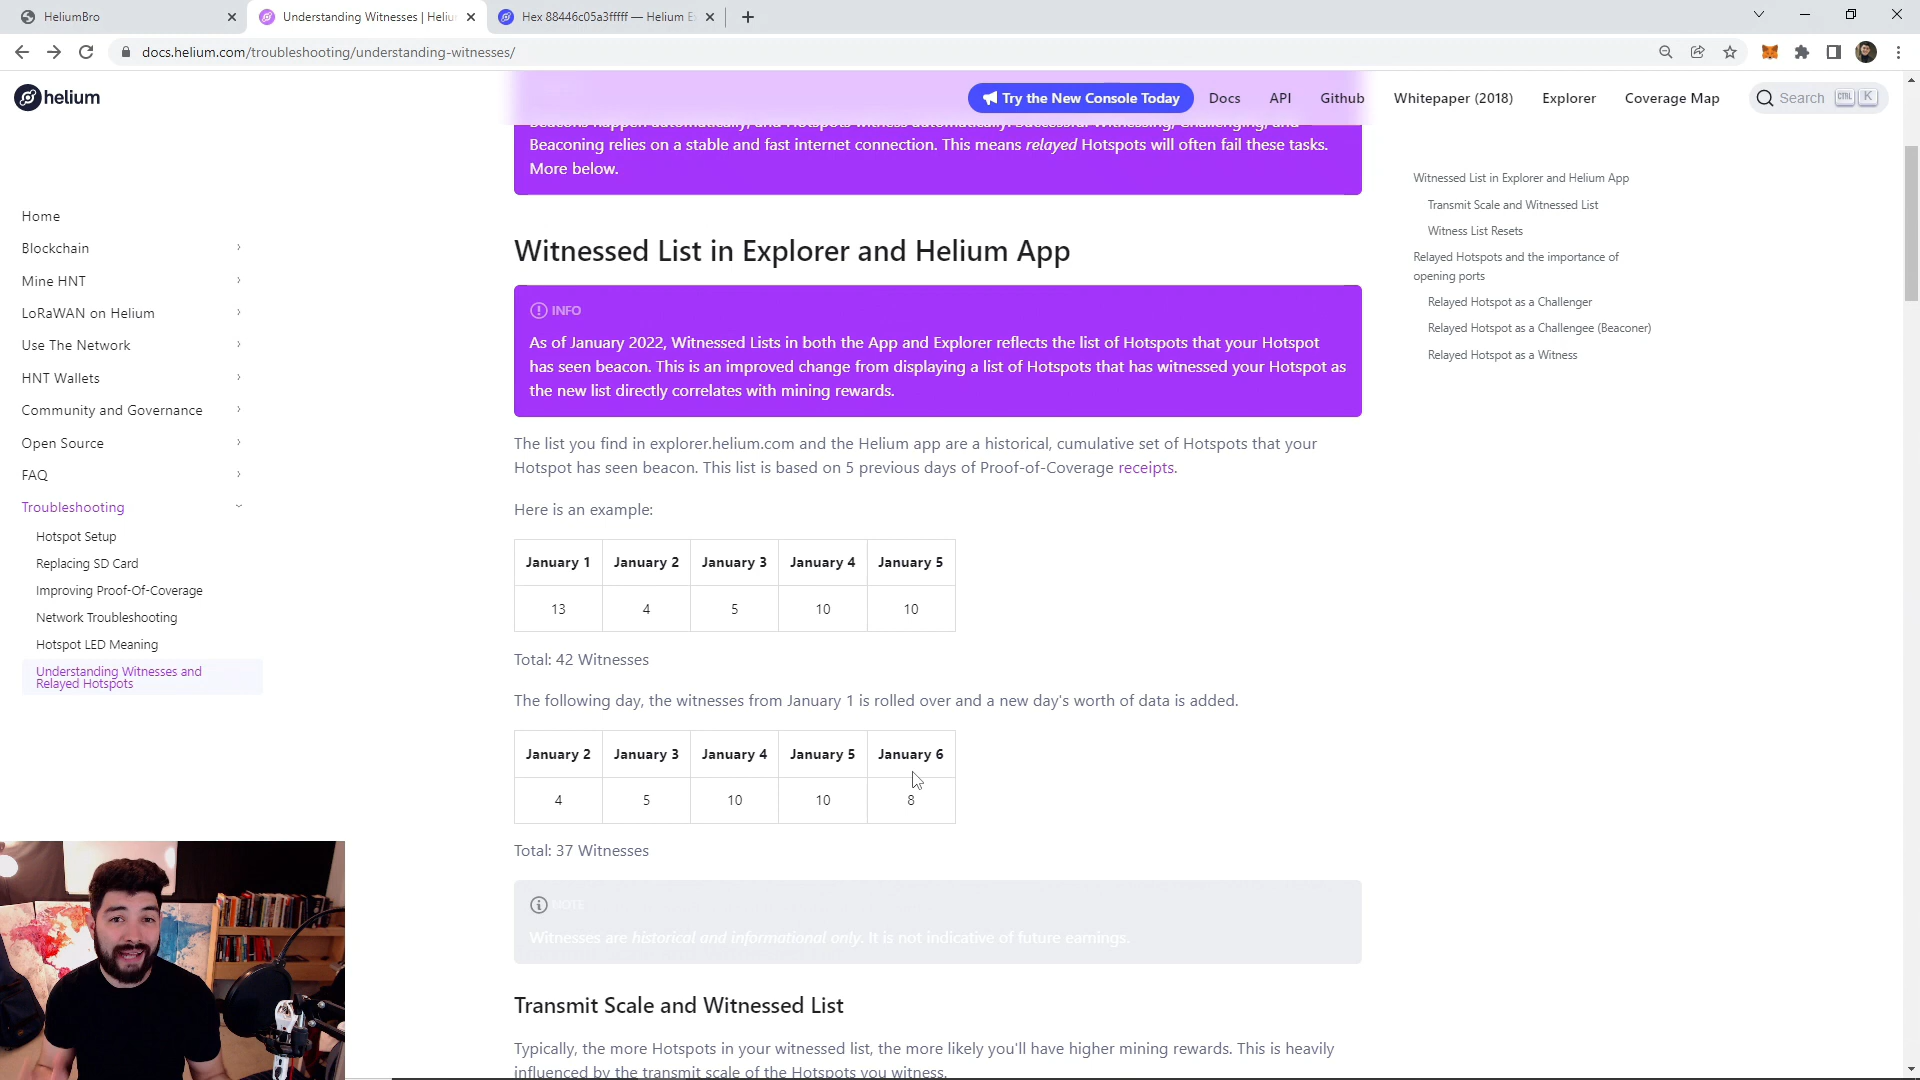 HeliumBro
Understanding Witnesses | Heliu
Hex 88446c05a3fffff — Helium E
docs.helium.com/troubleshooting/understanding-witnesses/
helium
Try the New Console Today
Docs
API
Github
Whitepaper (2018)
Explorer
Coverage Map
Search
CTRL K
Home
Blockchain
Mine HNT
LoRaWAN on Helium
Use The Network
HNT Wallets
Community and Governance
Open Source
FAQ
Troubleshooting
Hotspot Setup
Replacing SD Card
Improving Proof-Of-Coverage
Network Troubleshooting
Hotspot LED Meaning
Understanding Witnesses and
Relayed Hotspots
Beacons happen automatically, and Hotspots witness automatically. Successful Witnessing, Challenging, and
Beaconing relies on a stable and fast internet connection. This means relayed Hotspots will often fail these tasks.
More below.
Witnessed List in Explorer and Helium App
INFO
As of January 2022, Witnessed Lists in both the App and Explorer reflects the list of Hotspots that your Hotspot
has seen beacon. This is an improved change from displaying a list of Hotspots that has witnessed your Hotspot as
the new list directly correlates with mining rewards.
The list you find in explorer.helium.com and the Helium app are a historical, cumulative set of Hotspots that your
Hotspot has seen beacon. This list is based on 5 previous days of Proof-of-Coverage receipts.
Here is an example:
January 1 January 2 January 3 January 4 January 5
13 4 5 10 10
Total: 42 Witnesses
The following day, the witnesses from January 1 is rolled over and a new day's worth of data is added.
January 2 January 3 January 4 January 5 January 6
4 5 10 10 8
Total: 37 Witnesses
NOTE
Witnesses are historical and informational only. It is not indicative of future earnings.
Transmit Scale and Witnessed List
Typically, the more Hotspots in your witnessed list, the more likely you'll have higher mining rewards. This is heavily
influenced by the transmit scale of the Hotspots you witness.
Witnessed List in Explorer and Helium App
Transmit Scale and Witnessed List
Witness List Resets
Relayed Hotspots and the importance of
opening ports
Relayed Hotspot as a Challenger
Relayed Hotspot as a Challengee (Beaconer)
Relayed Hotspot as a Witness